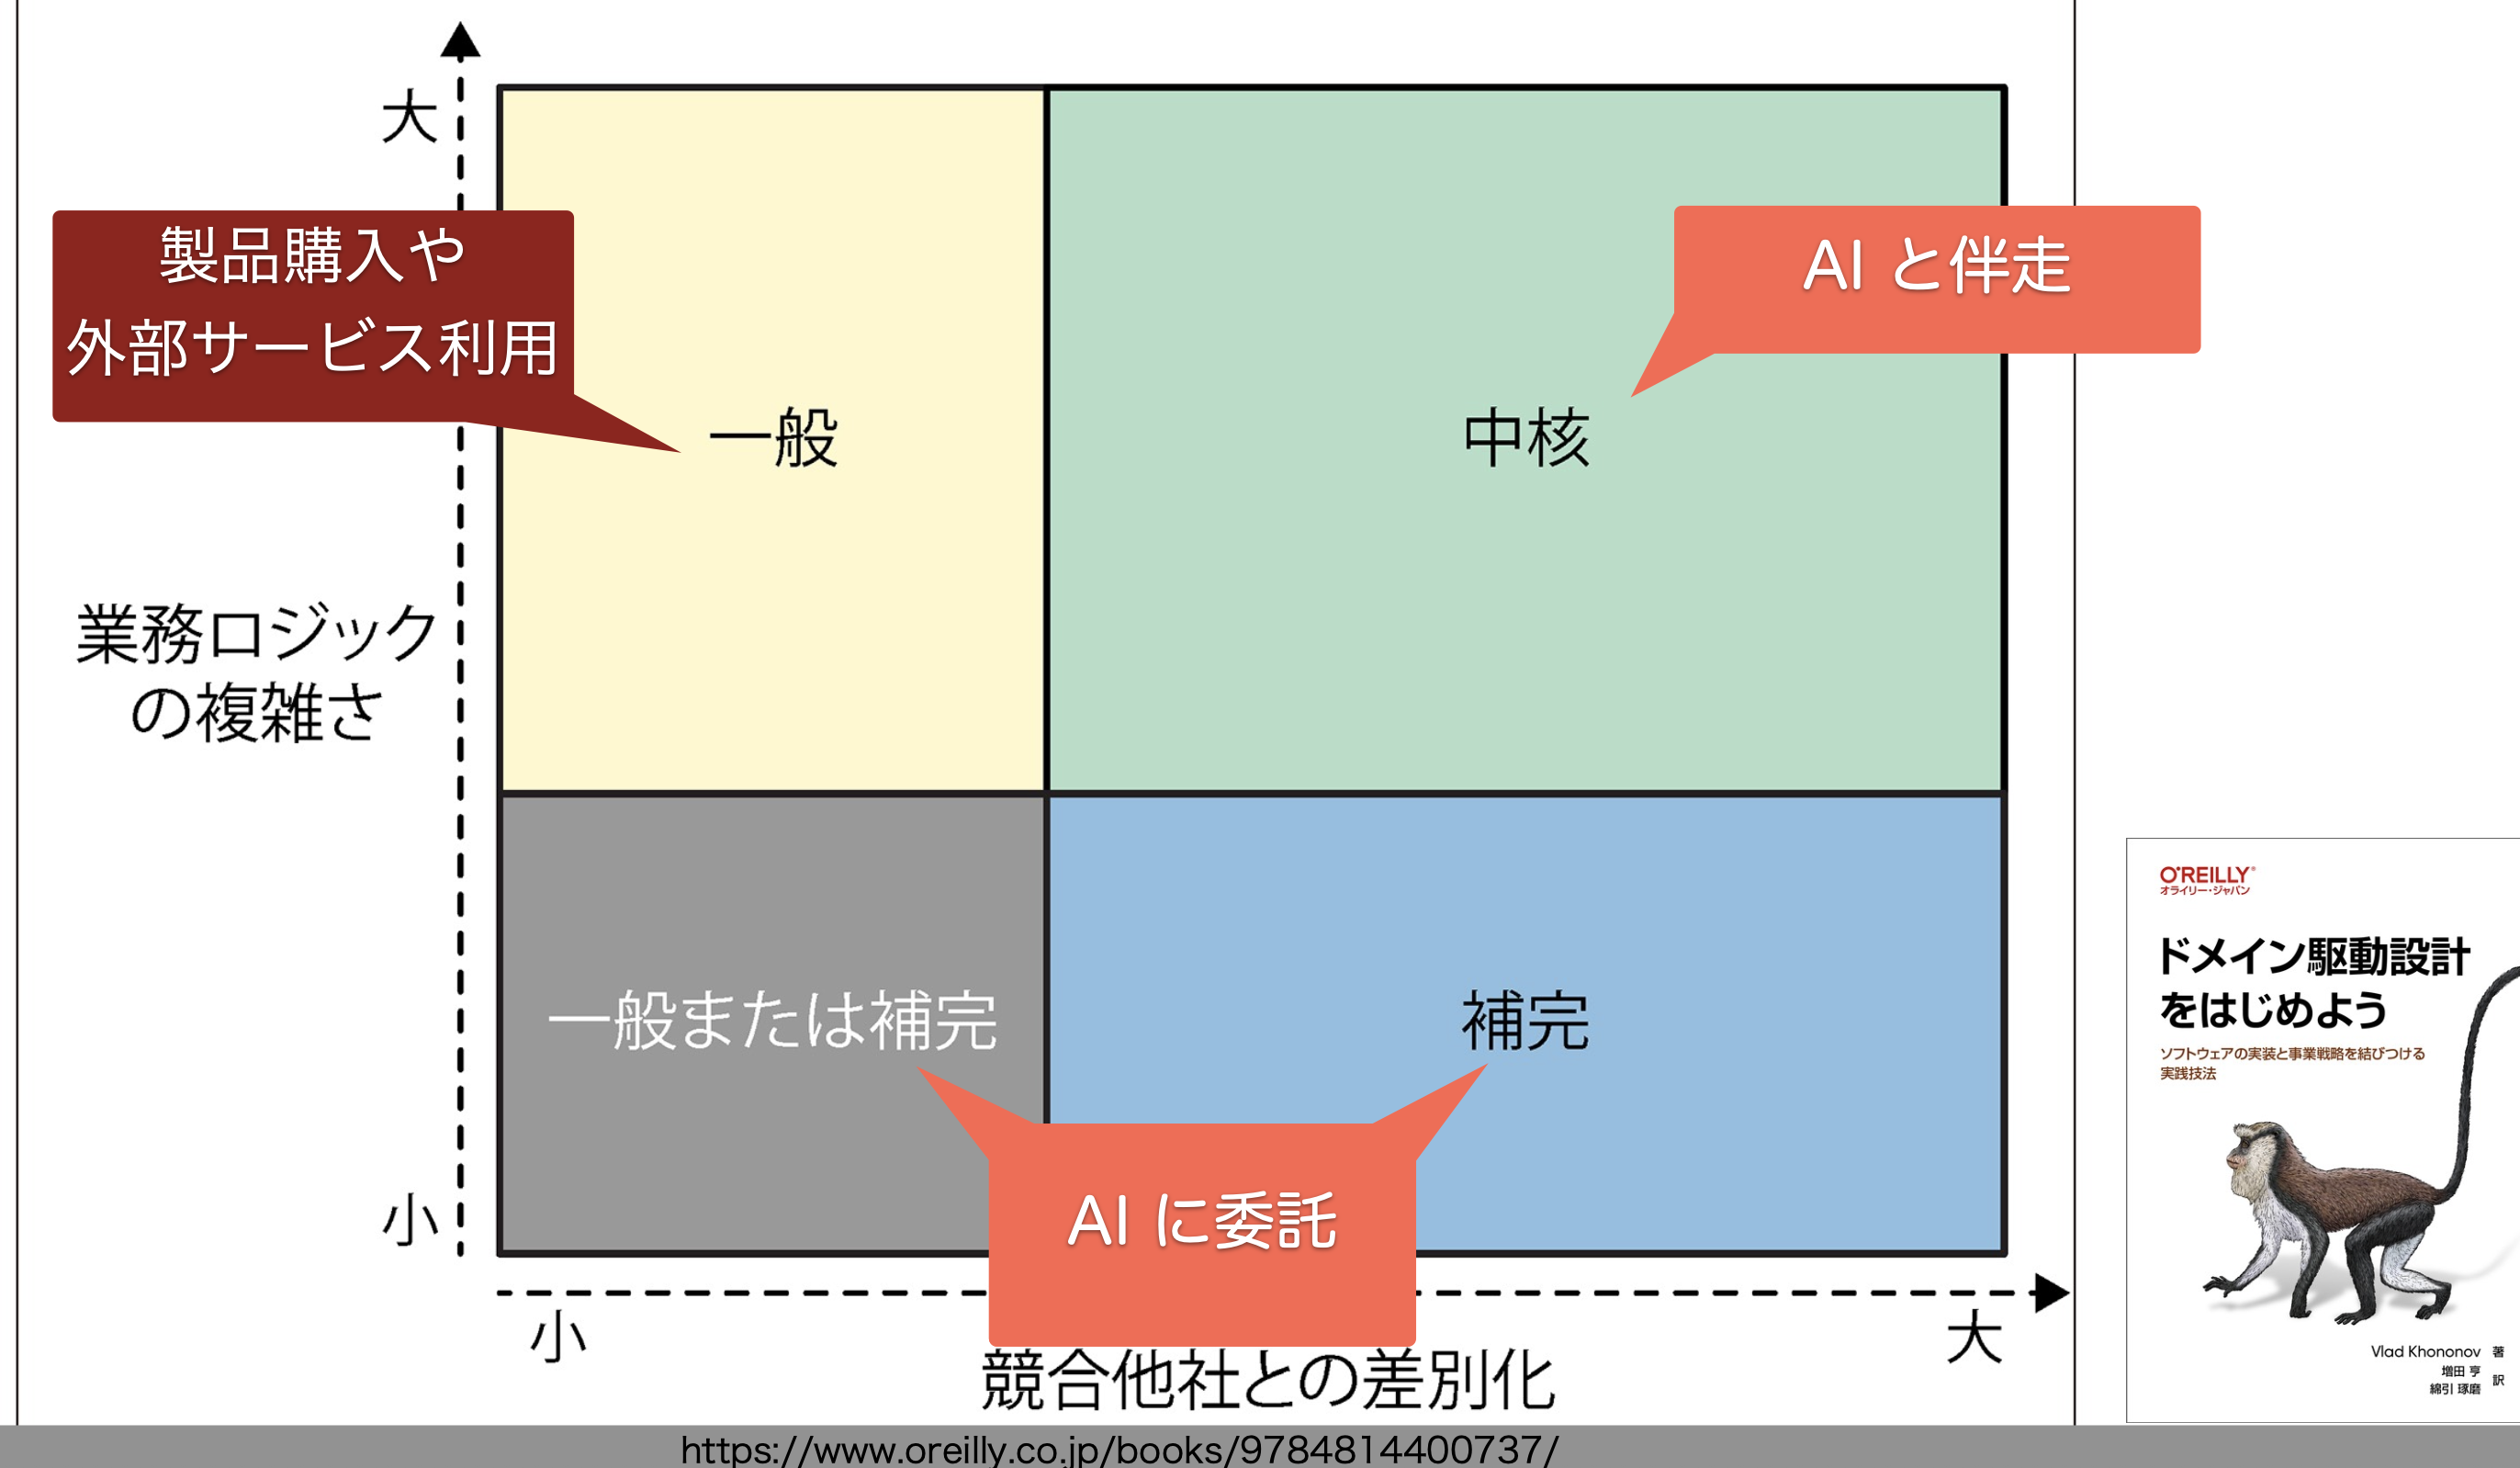 大
製品購入や
外部サービス利用
AI と伴走
一般
中核
業務ロジック
の複雑さ
一般または補完
補完
AI に委託
小
小
大
競合他社との差別化
O'REILLY®
オライリー・ジャパン
ドメイン駆動設計
をはじめよう
ソフトウェアの実装と事業戦略を結びつける
実践技法
Vlad Khononov 著
増田 亨
綿引 琢磨
訳
https://www.oreilly.co.jp/books/9784814400737/